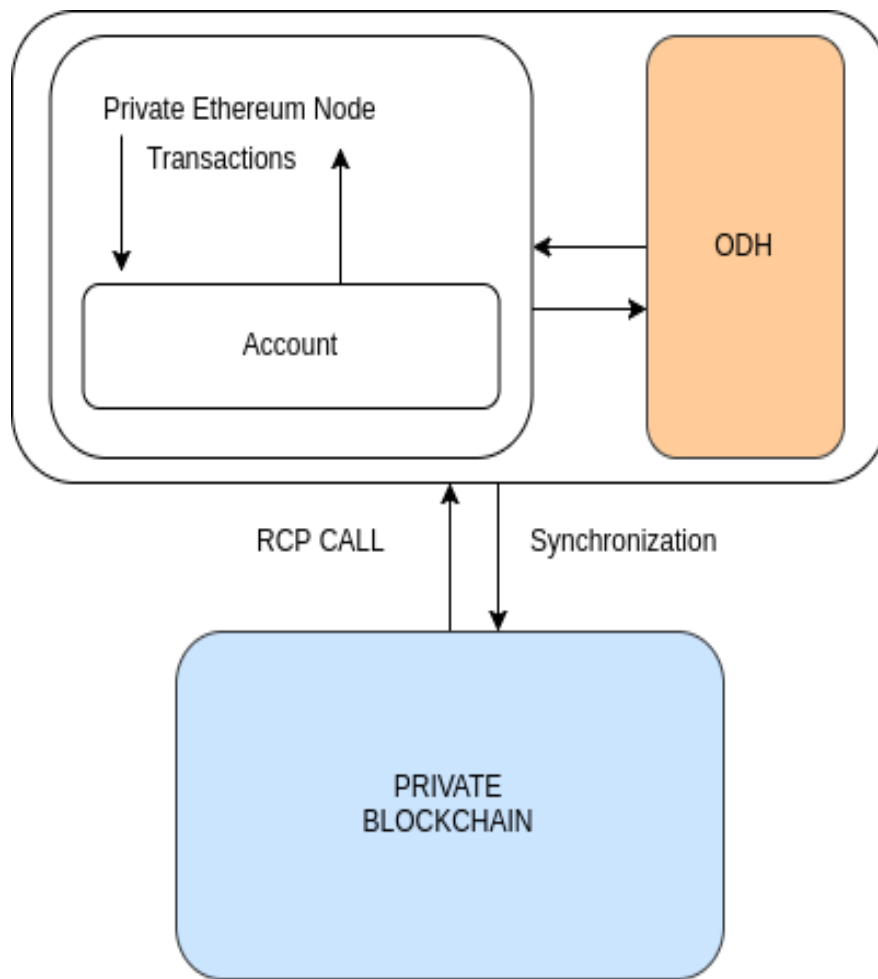 Private Ethereum Node
Transactions
ODH
Account
RCP CALL
Synchronization
PRIVATE
BLOCKCHAIN